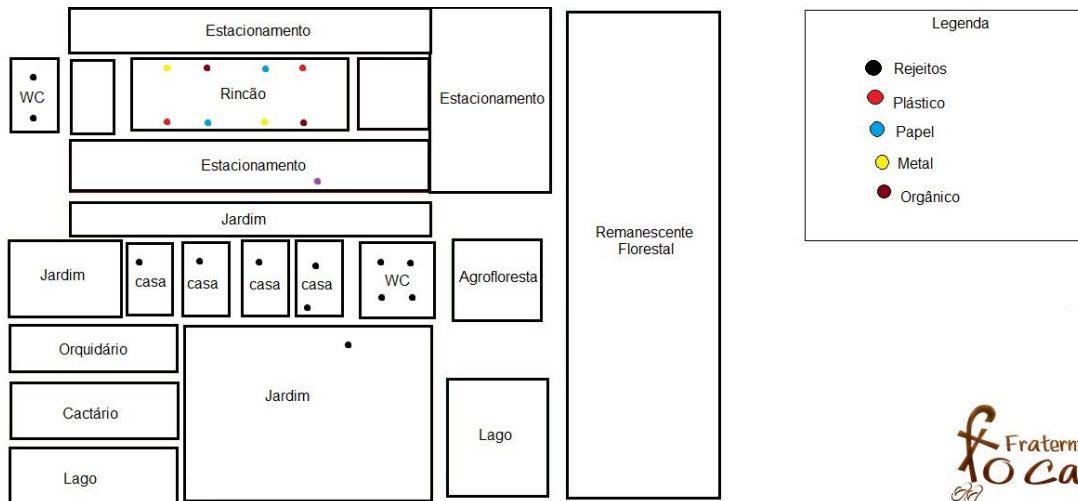 Estacionamento
Legenda
WC
Rincão
Estacionamento
Rejeitos
Plástico
Papel
Metal
Orgânico
Estacionamento
Jardim
Remanescente
Florestal
Jardim
casa
casa
casa
casa
WC
Agrofloresta
Orquidário
Jardim
Cactário
Lago
Lago